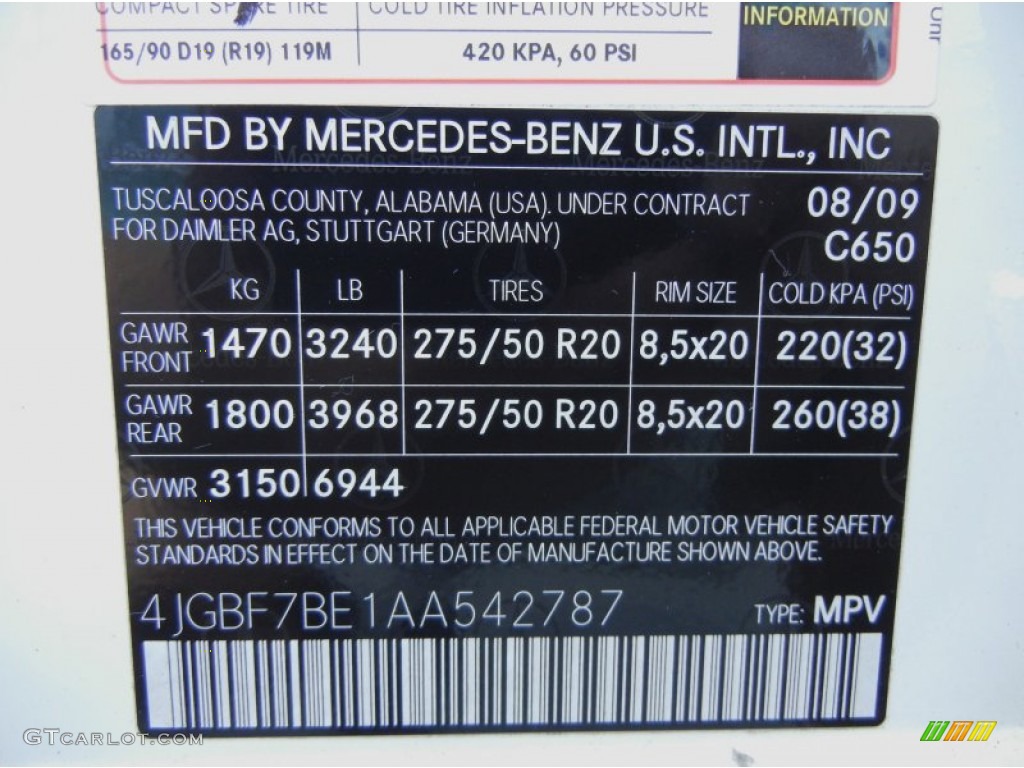 COMPACT SPARE TIRE COLD TIRE INFLATION PRESSURE
165/90 D19 (R19) 119M 420 KPA, 60 PSI
INFORMATION
MFD BY MERCEDES-BENZ U.S. INTL., INC
TUSCALOOSA COUNTY, ALABAMA (USA). UNDER CONTRACT 08/09
FOR DAIMLER AG, STUTTGART (GERMANY) C650
KG LB TIRES RIM SIZE COLD KPA (PSI)
GAWR FRONT 1470 3240 275/50 R20 8,5x20 220(32)
GAWR REAR 1800 3968 275/50 R20 8,5x20 260(38)
GVWR 3150 6944
THIS VEHICLE CONFORMS TO ALL APPLICABLE FEDERAL MOTOR VEHICLE SAFETY
STANDARDS IN EFFECT ON THE DATE OF MANUFACTURE SHOWN ABOVE.
4JGBF7BE1AA542787 TYPE: MPV
GTCARLOT.COM